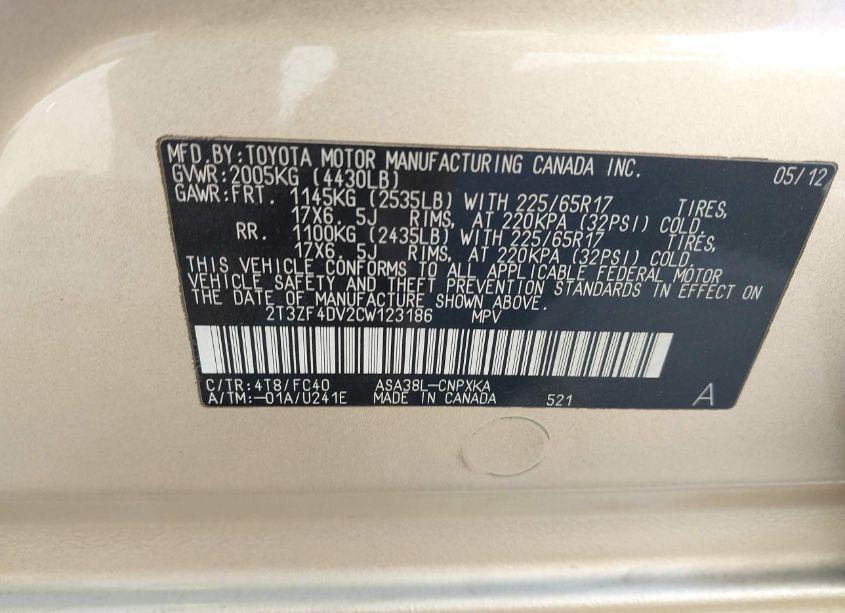 MFD.BY:TOYOTA MOTOR MANUFACTURING CANADA INC. 05/12
GVWR:2005KG (4430LB)
GAWR:FRT. 1145KG (2535LB) WITH 225/65R17 TIRES,
17X6.5J RIMS, AT 220KPA (32PSI) COLD.
RR. 1100KG (2435LB) WITH 225/65R17 TIRES,
17X6.5J RIMS, AT 220KPA (32PSI) COLD.
THIS VEHICLE CONFORMS TO ALL APPLICABLE FEDERAL MOTOR
VEHICLE SAFETY AND THEFT PREVENTION STANDARDS IN EFFECT ON
THE DATE OF MANUFACTURE SHOWN ABOVE.
2T3ZF4DV2CW123186 MPV
C/TR:4T8/FC40 ASA38L-CNPXKA
A/TM:-01A/U241E MADE IN CANADA 521 A